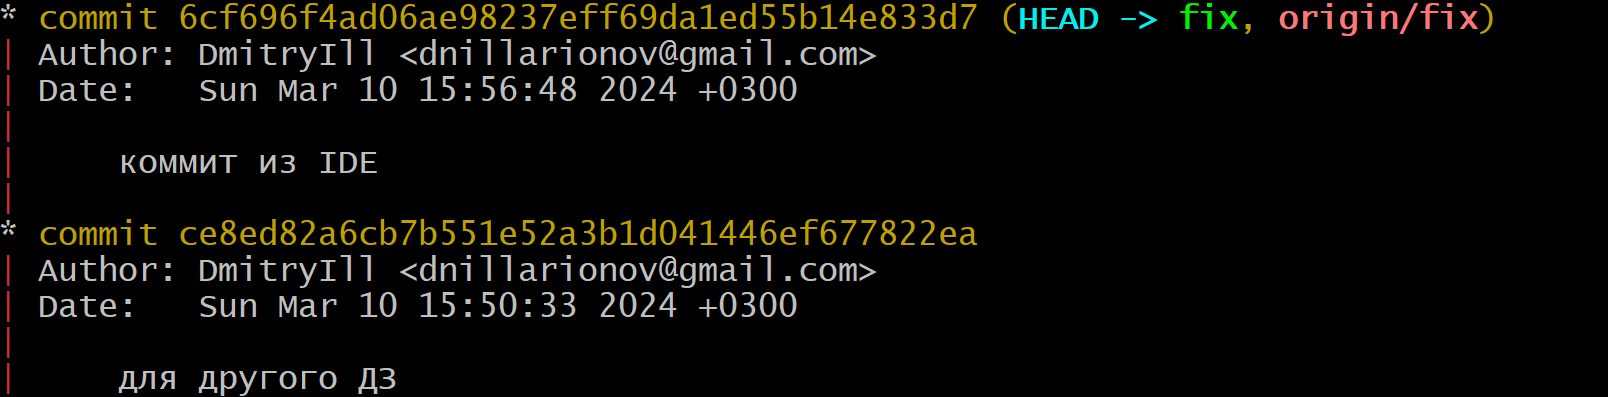 * commit 6cf696f4ad06ae98237eff69da1ed55b14e833d7 (HEAD -> fix, origin/fix)
| Author: DmitryIll <dnillarionov@gmail.com>
| Date:   Sun Mar 10 15:56:48 2024 +0300
|
|     коммит из IDE
|
* commit ce8ed82a6cb7b551e52a3b1d041446ef677822ea
| Author: DmitryIll <dnillarionov@gmail.com>
| Date:   Sun Mar 10 15:50:33 2024 +0300
|
|     для другого ДЗ